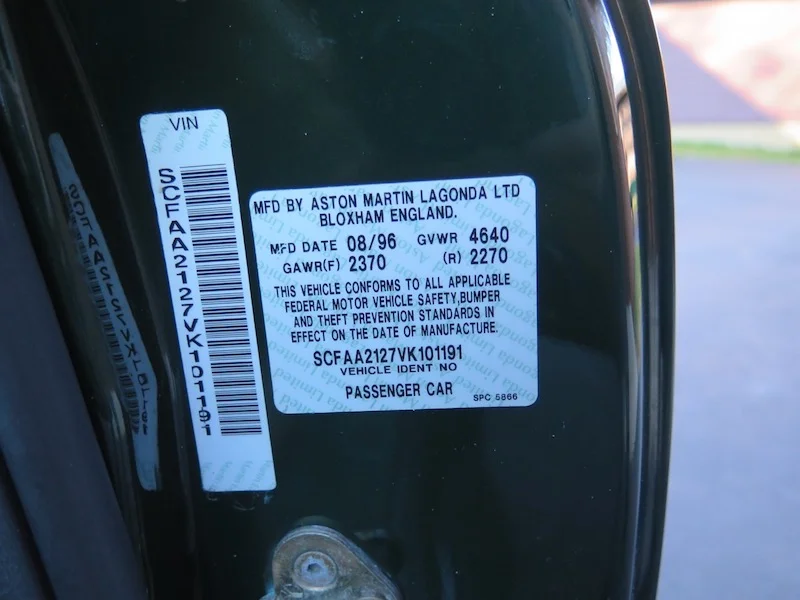 VIN
SCFAA2127VK101191
MFD BY ASTON MARTIN LAGONDA LTD
BLOXHAM ENGLAND.
MFD DATE 08/96 GVWR 4640
GAWR(F) 2370 (R) 2270
THIS VEHICLE CONFORMS TO ALL APPLICABLE
FEDERAL MOTOR VEHICLE SAFETY,BUMPER
AND THEFT PREVENTION STANDARDS IN
EFFECT ON THE DATE OF MANUFACTURE.
SCFAA2127VK101191
VEHICLE IDENT NO
PASSENGER CAR
SPC 5866